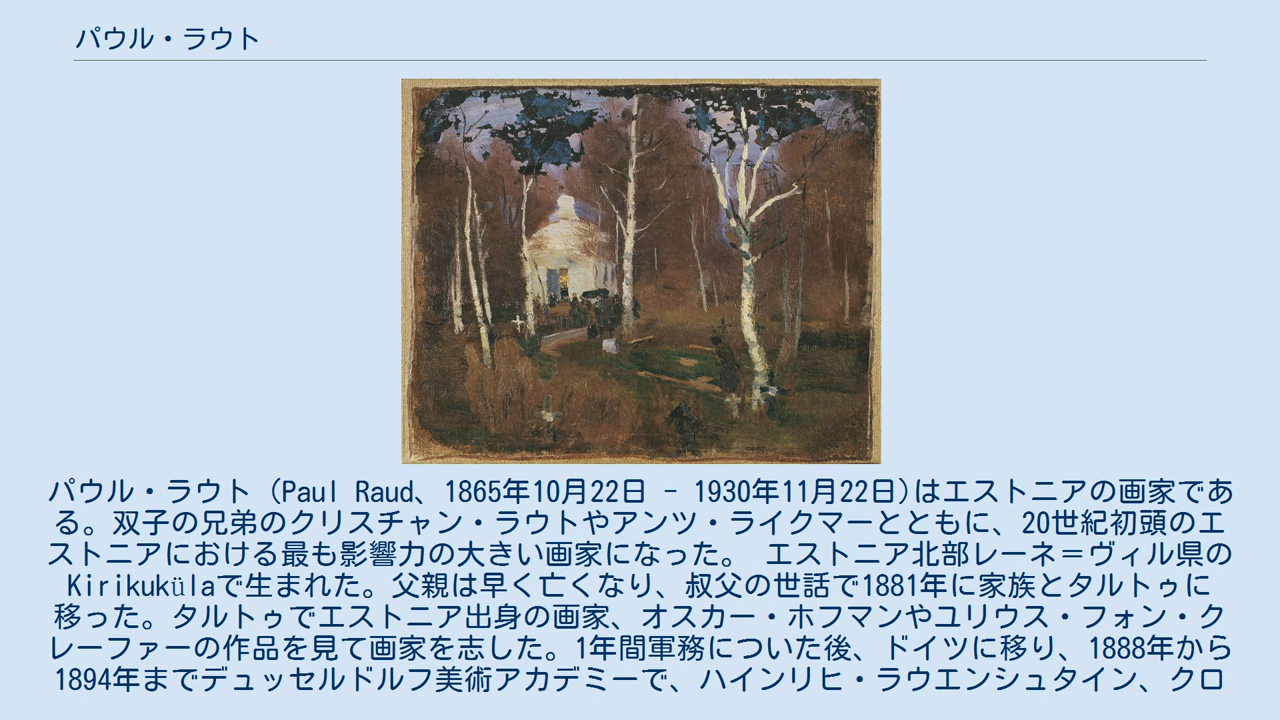 パウル・ラウト
パウル・ラウト (Paul Raud、1865年10月22日 - 1930年11月22日)はエストニアの画家であ
る。双子の兄弟のクリスチャン・ラウトやアンツ・ライクマーとともに、20世紀初頭のエ
ストニアにおける最も影響力の大きい画家になった。 エストニア北部レーネ＝ヴィル県の
Kirikukülaで生まれた。父親は早く亡くなり、叔父の世話で1881年に家族とタルトゥに
移った。タルトゥでエストニア出身の画家、オスカー・ホフマンやユリウス・フォン・ク
レーファーの作品を見て画家を志した。1年間軍務についた後、ドイツに移り、1888年から
1894年までデュッセルドルフ美術アカデミーで、ハインリヒ・ラウエンシュタイン、クロ